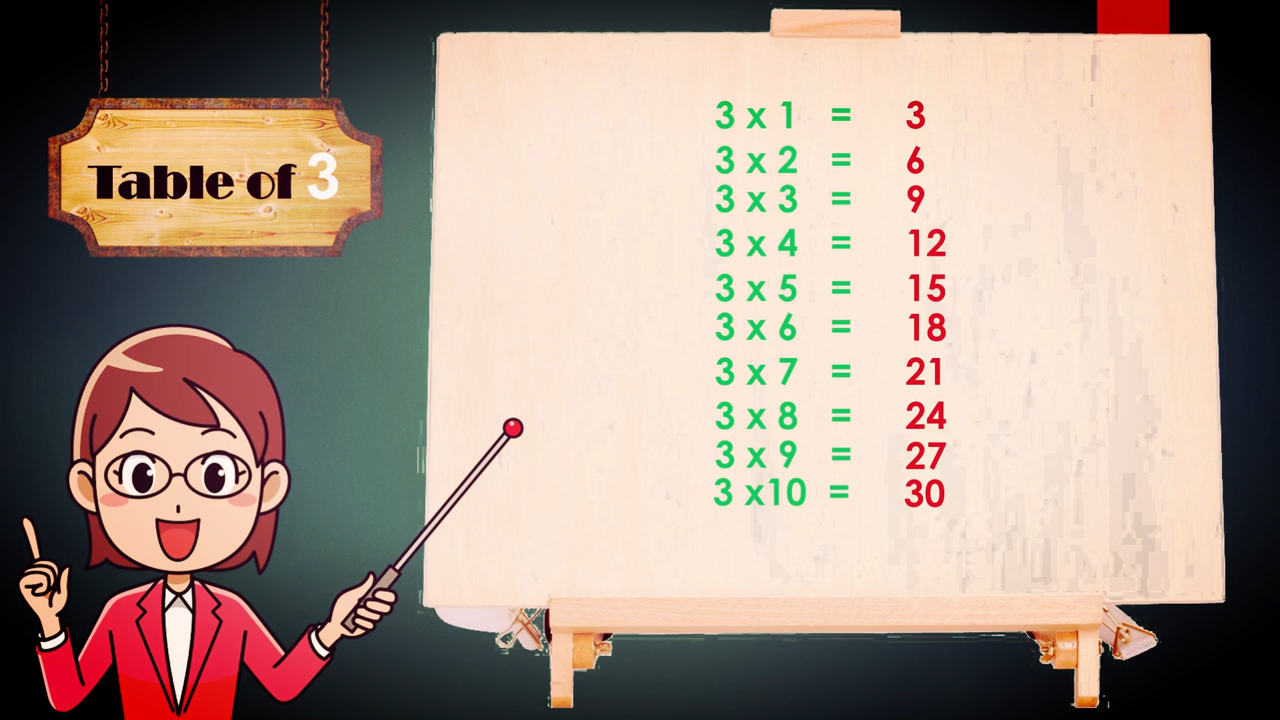 Table of 3
3 x 1 = 3
3 x 2 = 6
3 x 3 = 9
3 x 4 = 12
3 x 5 = 15
3 x 6 = 18
3 x 7 = 21
3 x 8 = 24
3 x 9 = 27
3 x10 = 30